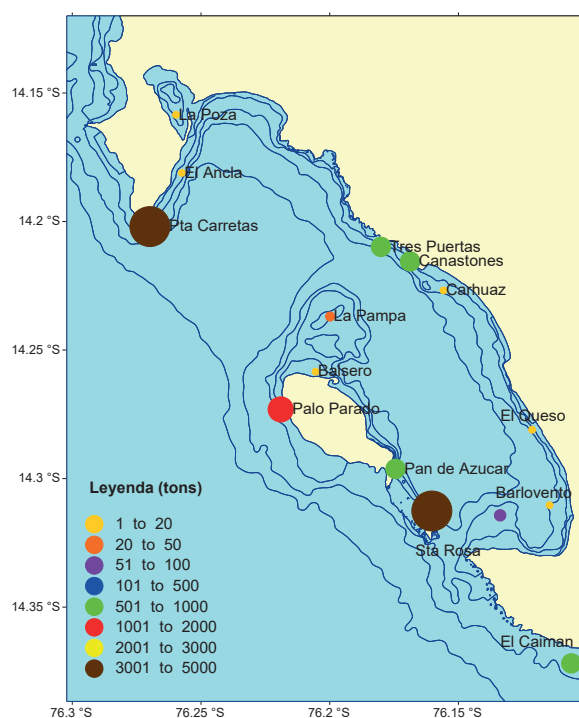 14.15 °S
La Poza
El Ancla
14.2 °S
Pta Carretas
Tres Puertas
Canastones
Carhuaz
La Pampa
14.25 °S
Balsero
Palo Parado
El Queso
Pan de Azucar
14.3 °S
Leyenda (tons)
Barlovento
1 to 20
20 to 50
Sta Rosa
51 to 100
101 to 500
501 to 1000
14.35 °S
1001 to 2000
El Caiman
2001 to 3000
3001 to 5000
76.3 °S 76.25 °S 76.2 °S 76.15 °S